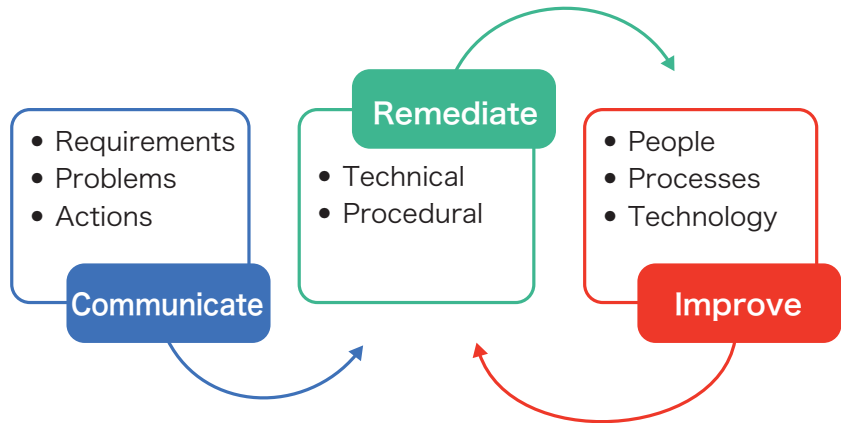 • Requirements
• Problems
• Actions
Communicate
Remediate
• Technical
• Procedural
• People
• Processes
• Technology
Improve